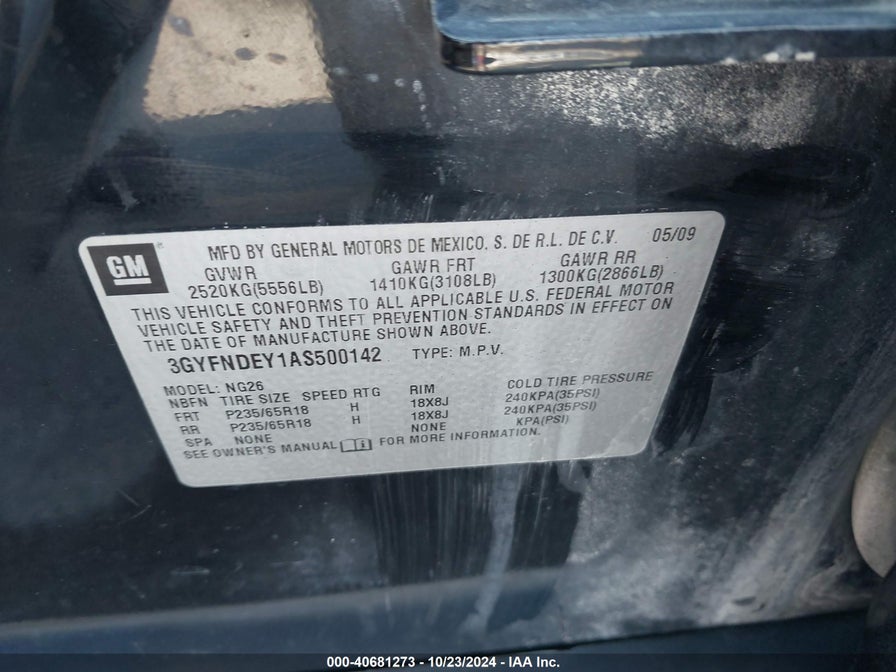 GM
MFD BY GENERAL MOTORS DE MEXICO, S. DE R.L. DE C.V. 05/09
GVWR GAWR FRT GAWR RR
2520KG(5556LB) 1410KG(3108LB) 1300KG(2866LB)
THIS VEHICLE CONFORMS TO ALL APPLICABLE U.S. FEDERAL MOTOR
VEHICLE SAFETY AND THEFT PREVENTION STANDARDS IN EFFECT ON
THE DATE OF MANUFACTURE SHOWN ABOVE.
3GYFNDEY1AS500142 TYPE: M.P.V.
MODEL: NG26
NBFN TIRE SIZE SPEED RTG RIM COLD TIRE PRESSURE
FRT P235/65R18 H 18X8J 240KPA(35PSI)
RR P235/65R18 H 18X8J 240KPA(35PSI)
SPA NONE NONE KPA(PSI)
SEE OWNER'S MANUAL FOR MORE INFORMATION.
000-40681273 - 10/23/2024 - IAA Inc.